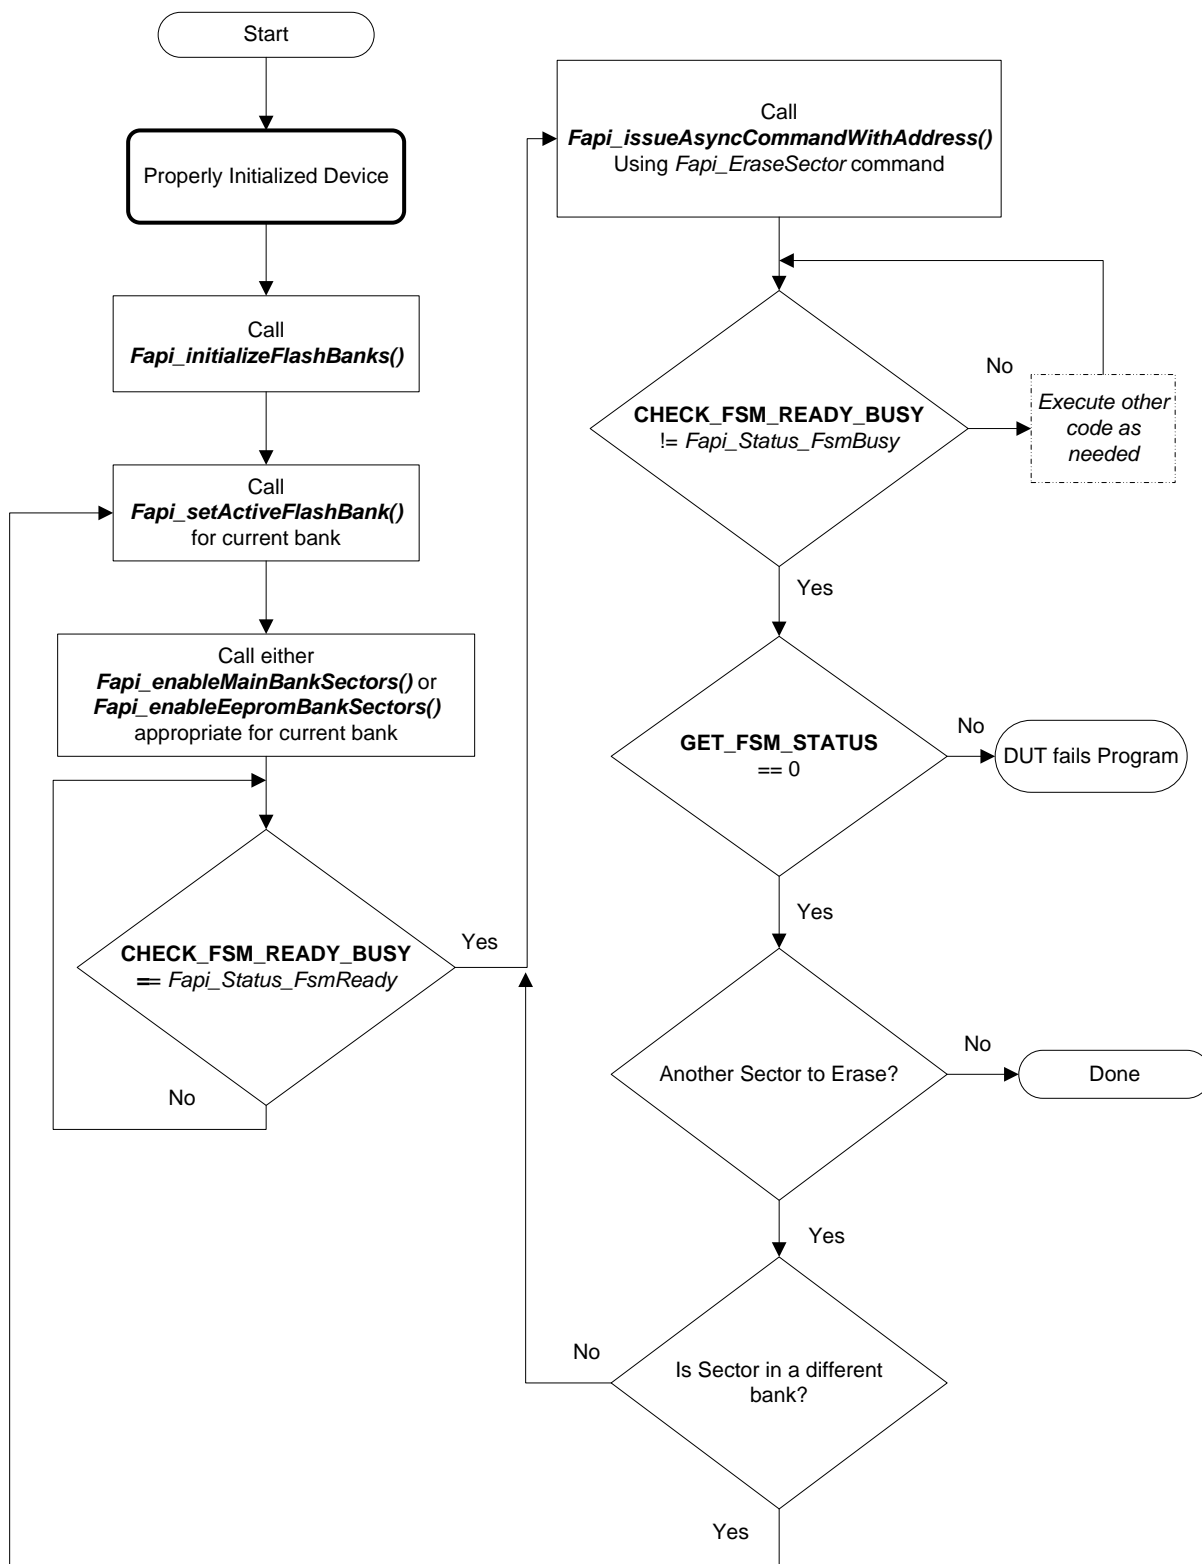 Start
Properly Initialized Device
Call
Fapi_initializeFlashBanks()
Call
Fapi_setActiveFlashBank()
for current bank
Call either
Fapi_enableMainBankSectors() or
Fapi_enableEepromBankSectors()
appropriate for current bank
CHECK_FSM_READY_BUSY
== Fapi_Status_FsmReady
Yes
No
Call
Fapi_issueAsyncCommandWithAddress()
Using Fapi_EraseSector command
CHECK_FSM_READY_BUSY
!= Fapi_Status_FsmBusy
No
Execute other
code as
needed
Yes
GET_FSM_STATUS
== 0
No
DUT fails Program
Yes
Another Sector to Erase?
No
Done
Yes
Is Sector in a different
bank?
No
Yes